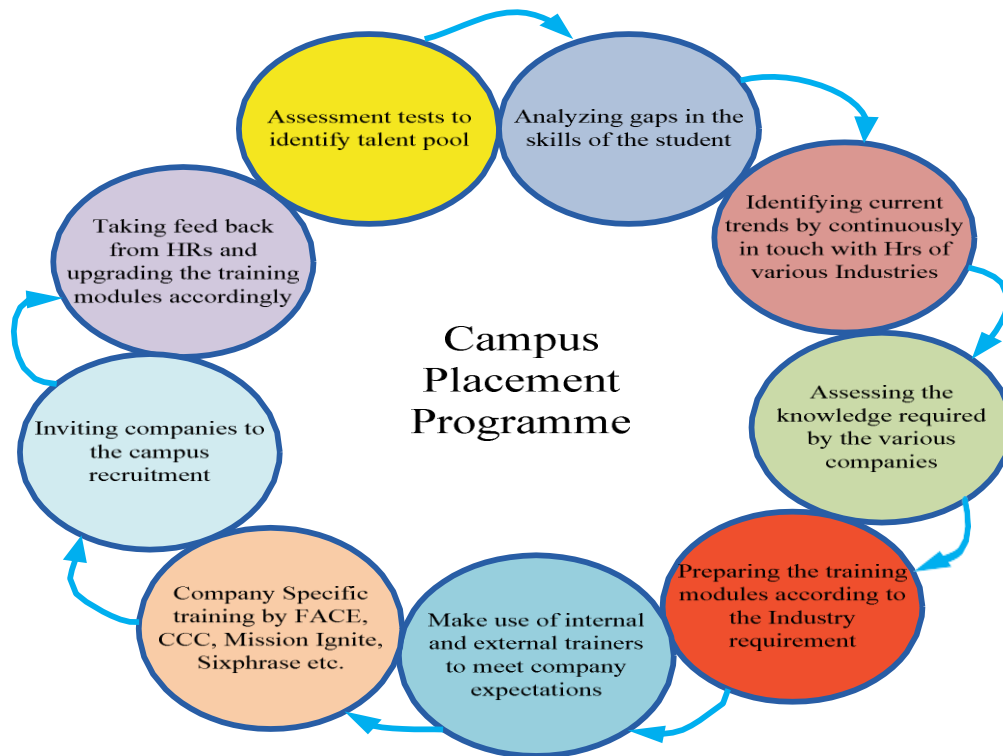 Assessment tests to
identify talent pool
Analyzing gaps in the
skills of the student
Identifying current
trends by continuously
in touch with Hrs of
various Industries
Assessing the
knowledge required
by the various
companies
Preparing the training
modules according to
the Industry
requirement
Make use of internal
and external trainers
to meet company
expectations
Company Specific
training by FACE,
CCC, Mission Ignite,
Sixphrase etc.
Inviting companies to
the campus
recruitment
Taking feed back
from HRs and
upgrading the training
modules accordingly
Campus
Placement
Programme